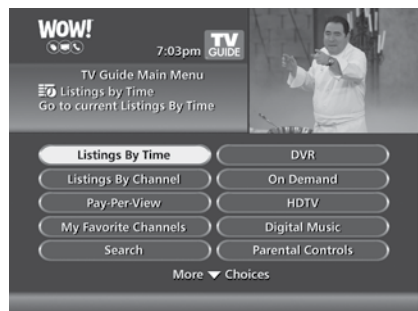 WOW!
7:03pm
TV
GUIDE
TV Guide Main Menu
Listings by Time
Go to current Listings By Time
Listings By Time
DVR
Listings By Channel
On Demand
Pay-Per-View
HDTV
My Favorite Channels
Digital Music
Search
Parental Controls
More Choices